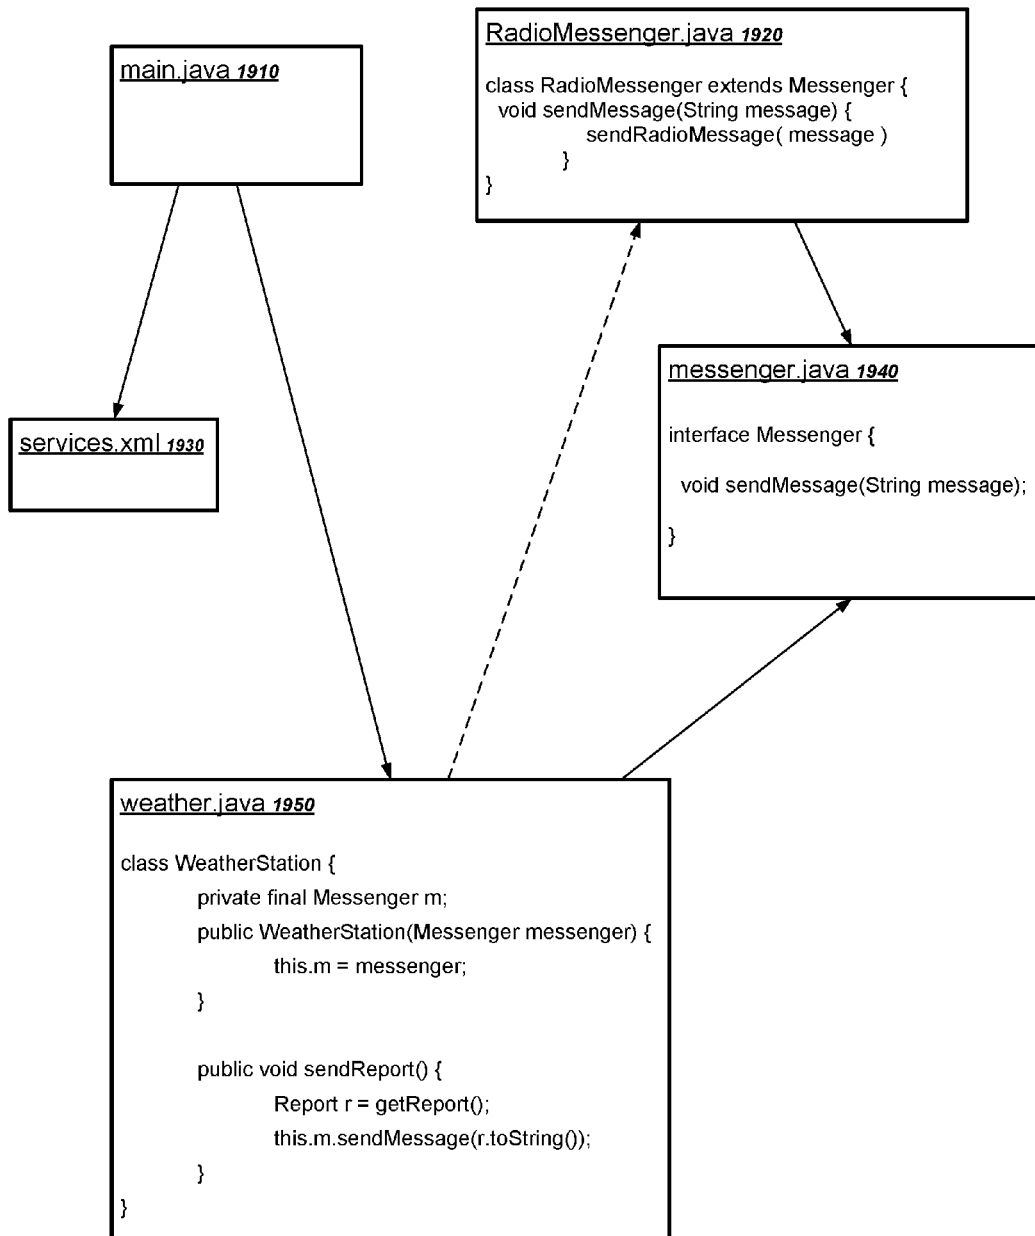 main.java 1910
RadioMessenger.java 1920
class RadioMessenger extends Messenger {
void sendMessage(String message) {
sendRadioMessage( message )
}
}
services.xml 1930
messenger.java 1940
interface Messenger {
void sendMessage(String message);
}
weather.java 1950
class WeatherStation {
private final Messenger m;
public WeatherStation(Messenger messenger) {
this.m = messenger;
}
public void sendReport() {
Report r = getReport();
this.m.sendMessage(r.toString());
}
}